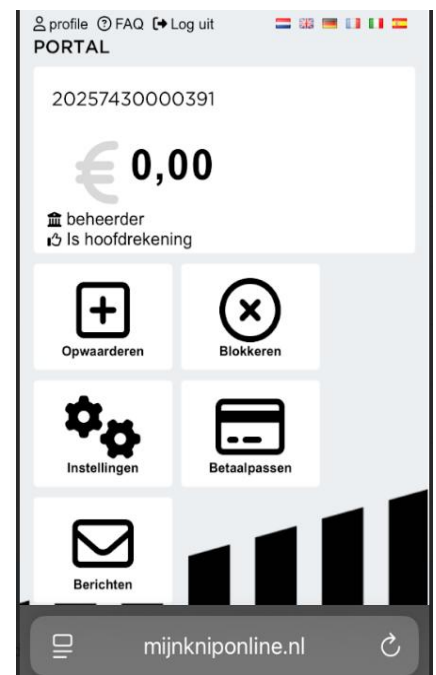 profile FAQ Log uit
PORTAL
20257430000391
€ 0,00
beheerder
Is hoofdrekening
Opwaarderen Blokkeren
Instellingen Betaalpassen
Berichten
mijnkniponline.nl